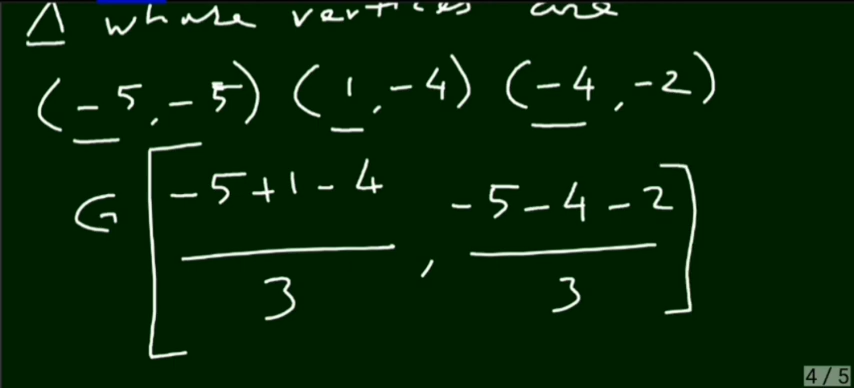 Δ whose vertices are
(-5,-5) (1,-4) (-4,-2)
G [ -5+1-4 / 3 , -5-4-2 / 3 ]
4 / 5